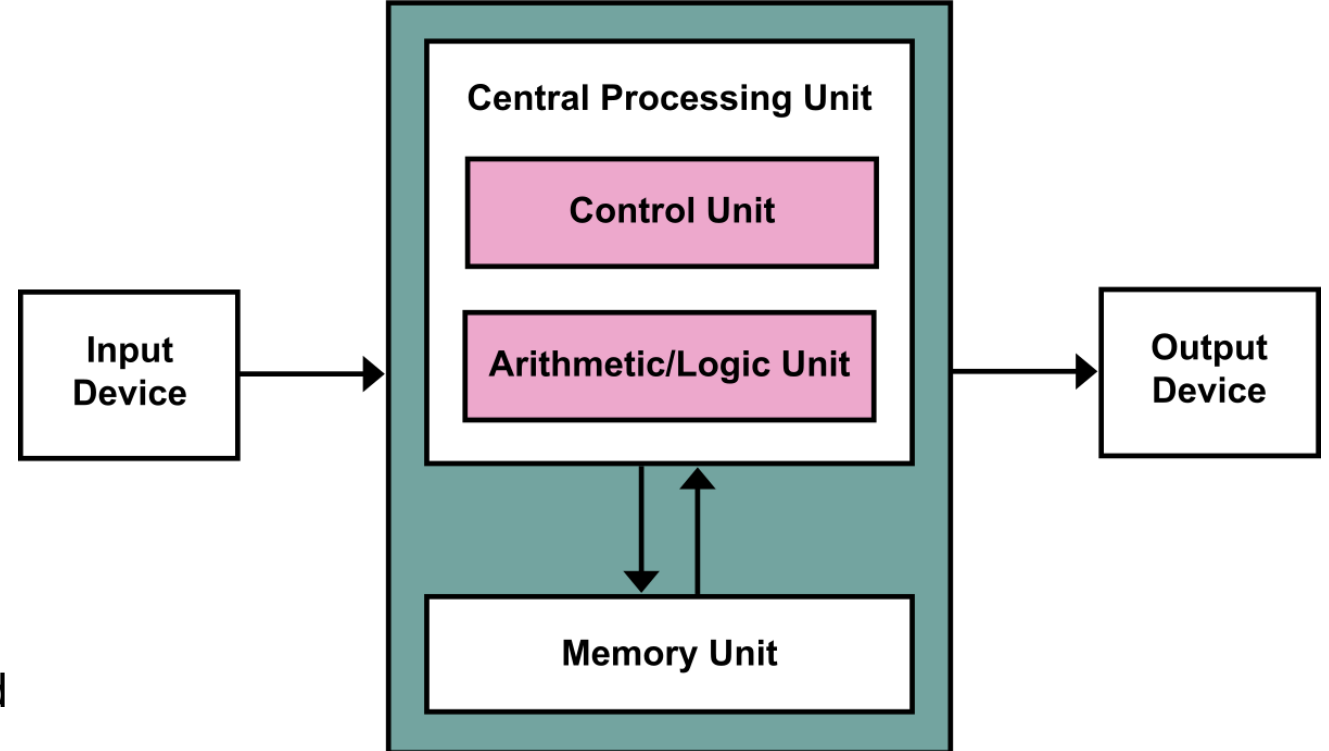 Central Processing Unit
Control Unit
Arithmetic/Logic Unit
Input
Device
Output
Device
Memory Unit